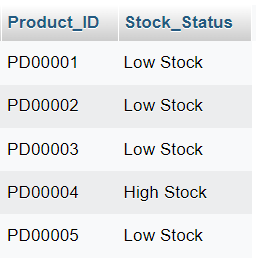 Product_ID Stock_Status
PD00001 Low Stock
PD00002 Low Stock
PD00003 Low Stock
PD00004 High Stock
PD00005 Low Stock